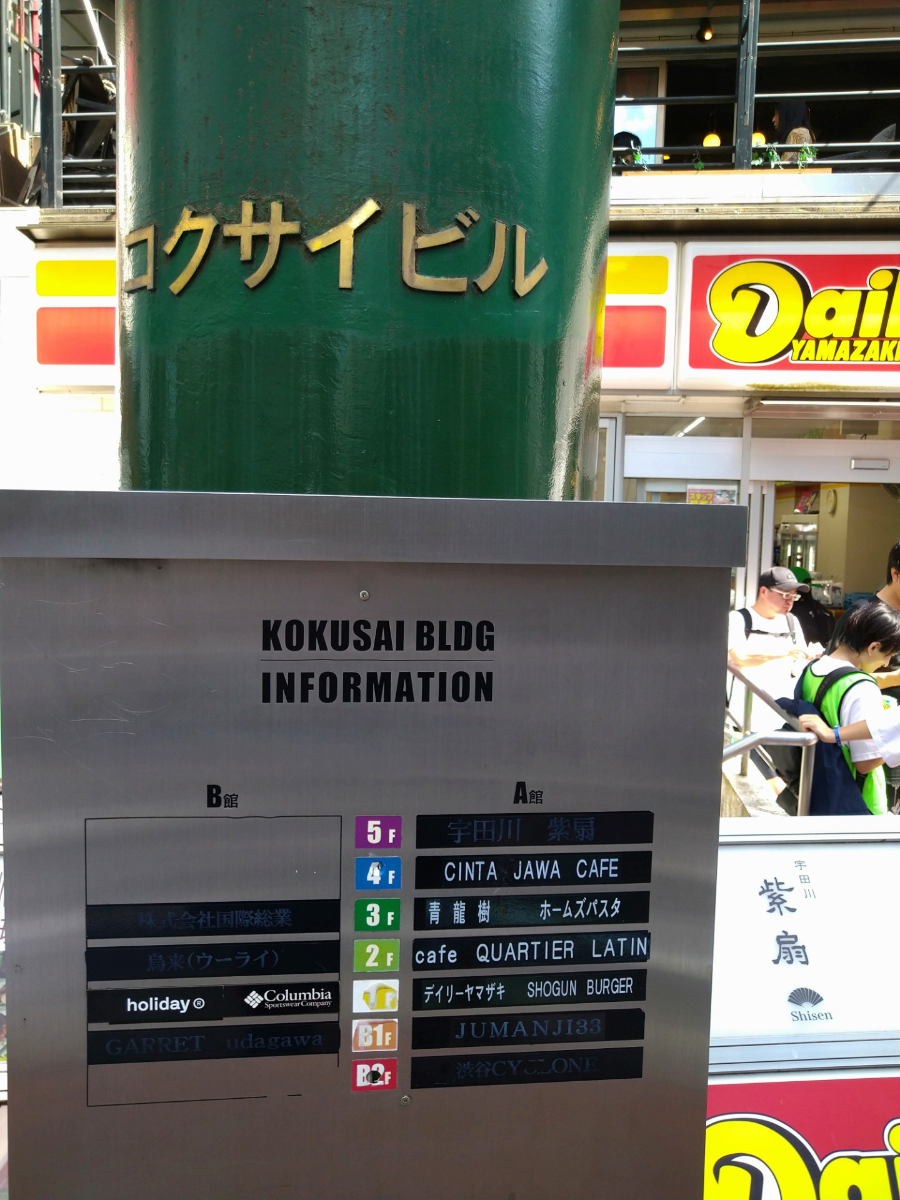 コクサイビル
Dail
YAMAZAKI
KOKUSAI BLDG
INFORMATION
B館
A館
5F 宇田川 紫扇
4F CINTA JAWA CAFE
株式会社国際総業 3F 青龍樹 ホームズパスタ
烏来(ウーライ) 2F cafe QUARTIER LATIN
holiday® Columbia Sportswear Company デイリーヤマザキ SHOGUN BURGER
GARRET udagawa B1F JUMANJI33
B2F 渋谷CYCLONE
宇田川
紫扇
Shisen
Dai